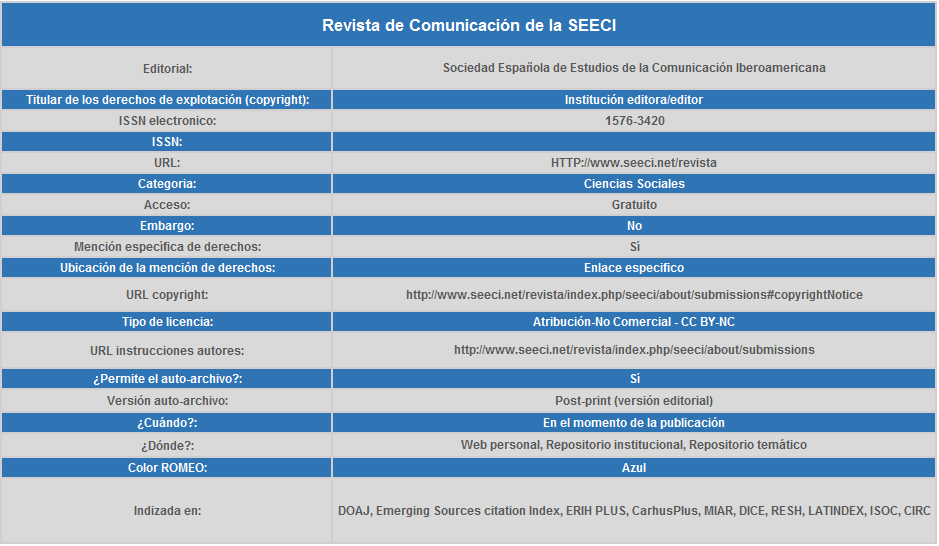 Revista de Comunicación de la SEECI
Editorial: Sociedad Española de Estudios de la Comunicación Iberoamericana
Titular de los derechos de explotación (copyright): Institución editora/editor
ISSN electronico: 1576-3420
ISSN:
URL: HTTP://www.seeci.net/revista
Categoria: Ciencias Sociales
Acceso: Gratuito
Embargo: No
Mención especifica de derechos: Sí
Ubicación de la mención de derechos: Enlace especifico
URL copyright: http://www.seeci.net/revista/index.php/seeci/about/submissions#copyrightNotice
Tipo de licencia: Atribución-No Comercial - CC BY-NC
URL instrucciones autores: http://www.seeci.net/revista/index.php/seeci/about/submissions
¿Permite el auto-archivo?: Sí
Versión auto-archivo: Post-print (versión editorial)
¿Cuándo?: En el momento de la publicación
¿Dónde?: Web personal, Repositorio institucional, Repositorio temático
Color ROMEO: Azul
Indizada en: DOAJ, Emerging Sources citation Index, ERIH PLUS, CarhusPlus, MIAR, DICE, RESH, LATINDEX, ISOC, CIRC